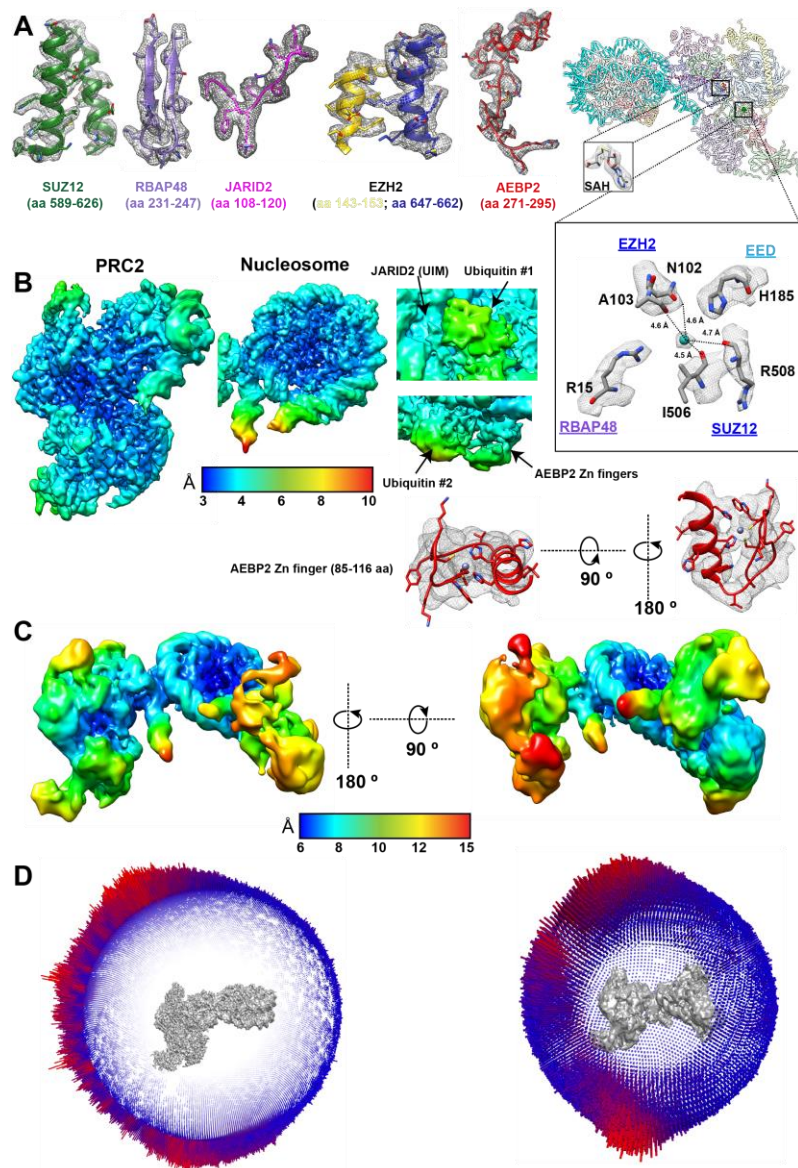 A
SUZ12
(aa 589-626)
RBAP48
(aa 231-247)
JARID2
(aa 108-120)
EZH2
(aa 143-153; aa 647-662)
AEBP2
(aa 271-295)
SAH
EZH2
EED
N102
A103
H185
4.6 Å
4.6 Å
4.7 Å
4.5 Å
R15
R508
I506
RBAP48
SUZ12
B
PRC2
Nucleosome
JARID2 (UIM)
Ubiquitin #1
Å
3 4 6 8 10
Ubiquitin #2
AEBP2 Zn fingers
AEBP2 Zn finger (85-116 aa)
90 º
180 º
C
180 º
90 º
Å
6 8 10 12 15
D